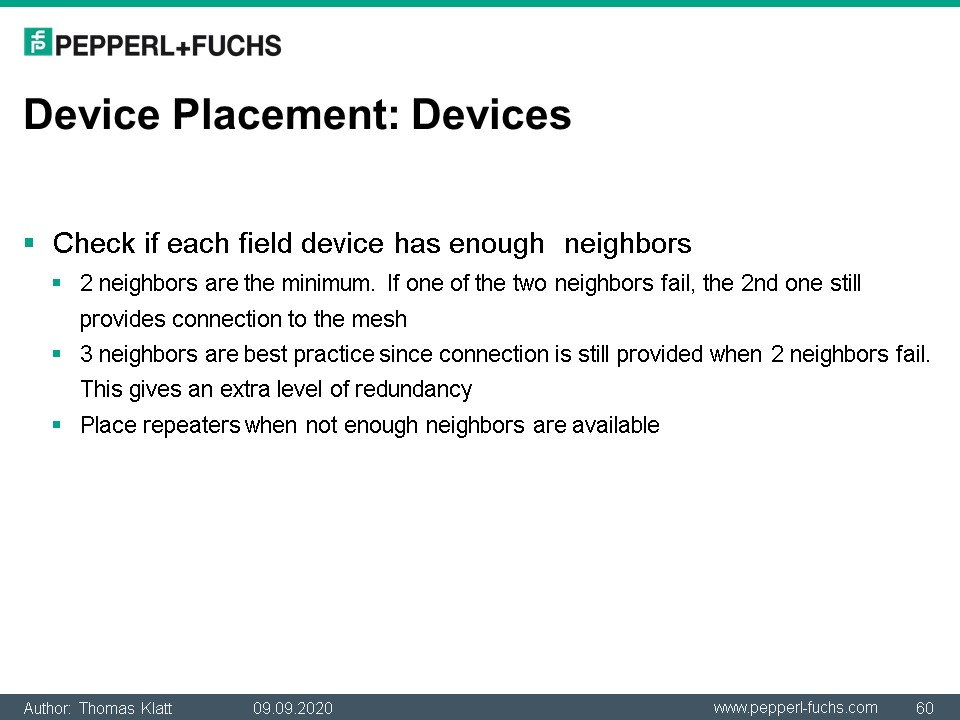 PEPPERL+FUCHS
Device Placement: Devices
Check if each field device has enough neighbors
2 neighbors are the minimum. If one of the two neighbors fail, the 2nd one still
provides connection to the mesh
3 neighbors are best practice since connection is still provided when 2 neighbors fail.
This gives an extra level of redundancy
Place repeaters when not enough neighbors are available
Author: Thomas Klatt 09.09.2020 www.pepperl-fuchs.com 60